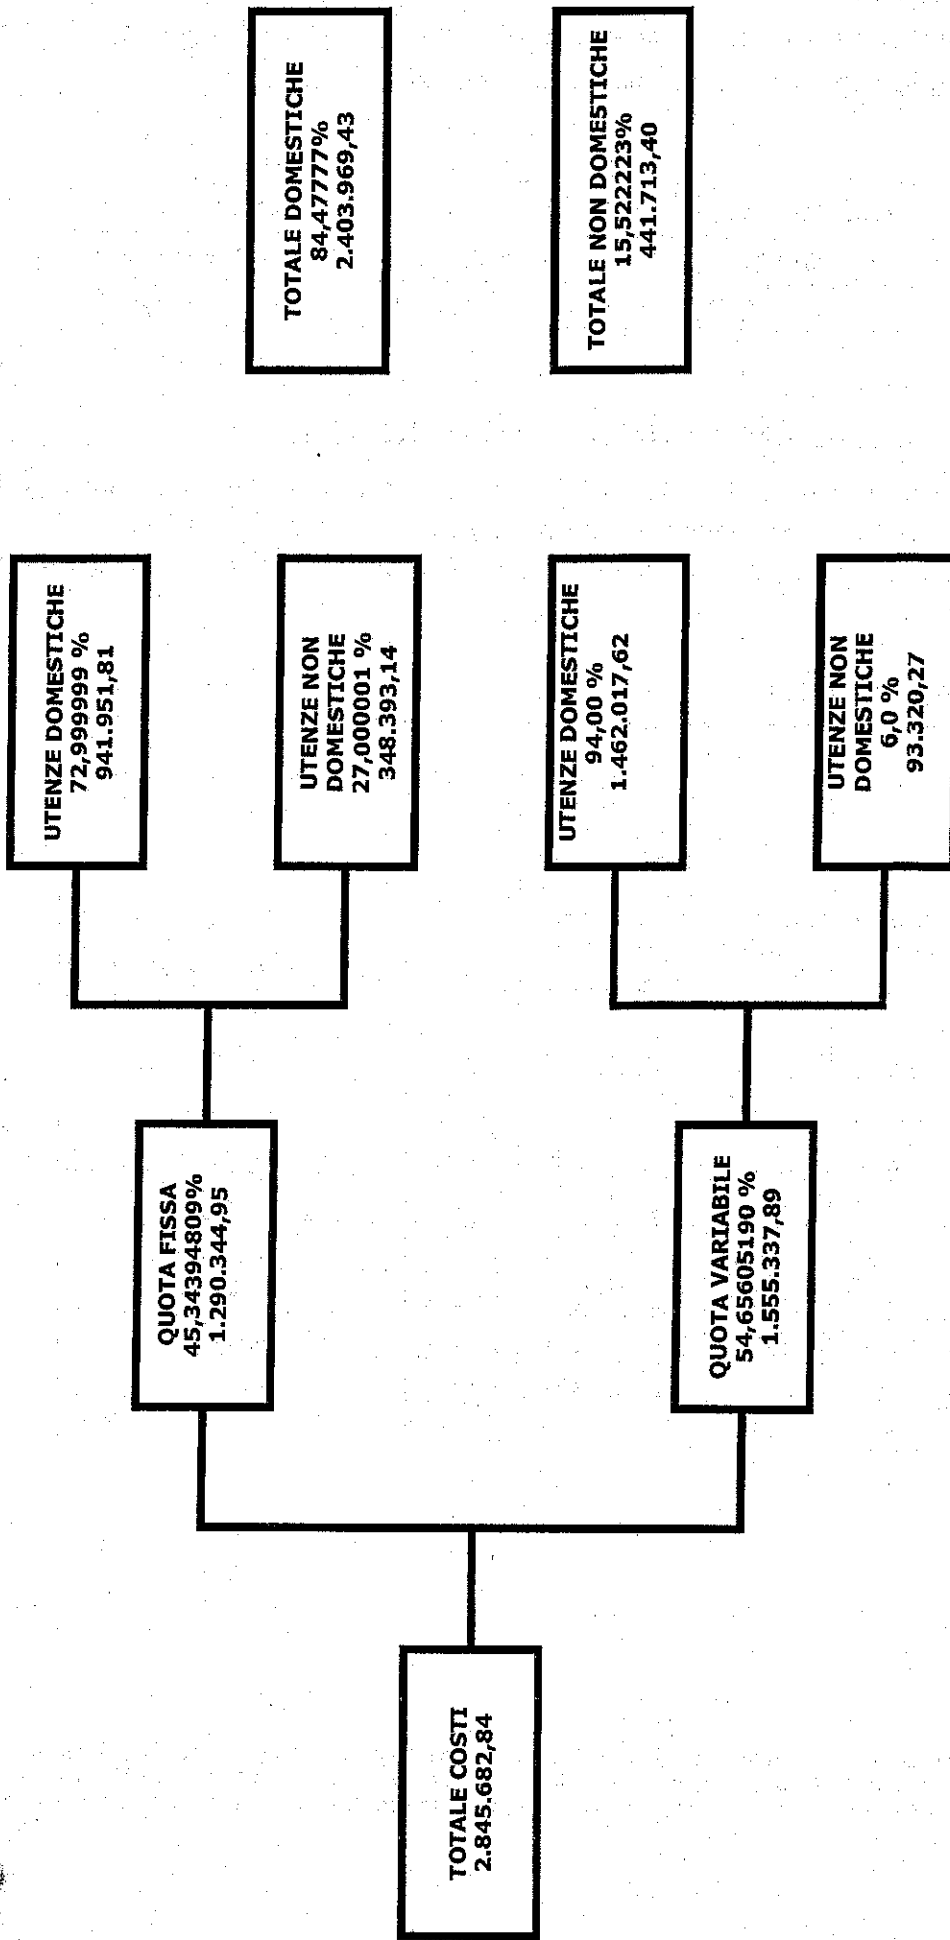 TOTALE COSTI
2.845.682,84
QUOTA FISSA
45,34394809%
1.290.344,95
QUOTA VARIABILE
54,65605190 %
1.555.337,89
UTENZE DOMESTICHE
72,999999 %
941.951,81
UTENZE NON
DOMESTICHE
27,000001 %
348.393,14
UTENZE DOMESTICHE
94,00 %
1.462.017,62
UTENZE NON
DOMESTICHE
6,0 %
93.320,27
TOTALE DOMESTICHE
84,47777%
2.403.969,43
TOTALE NON DOMESTICHE
15,522223%
441.713,40